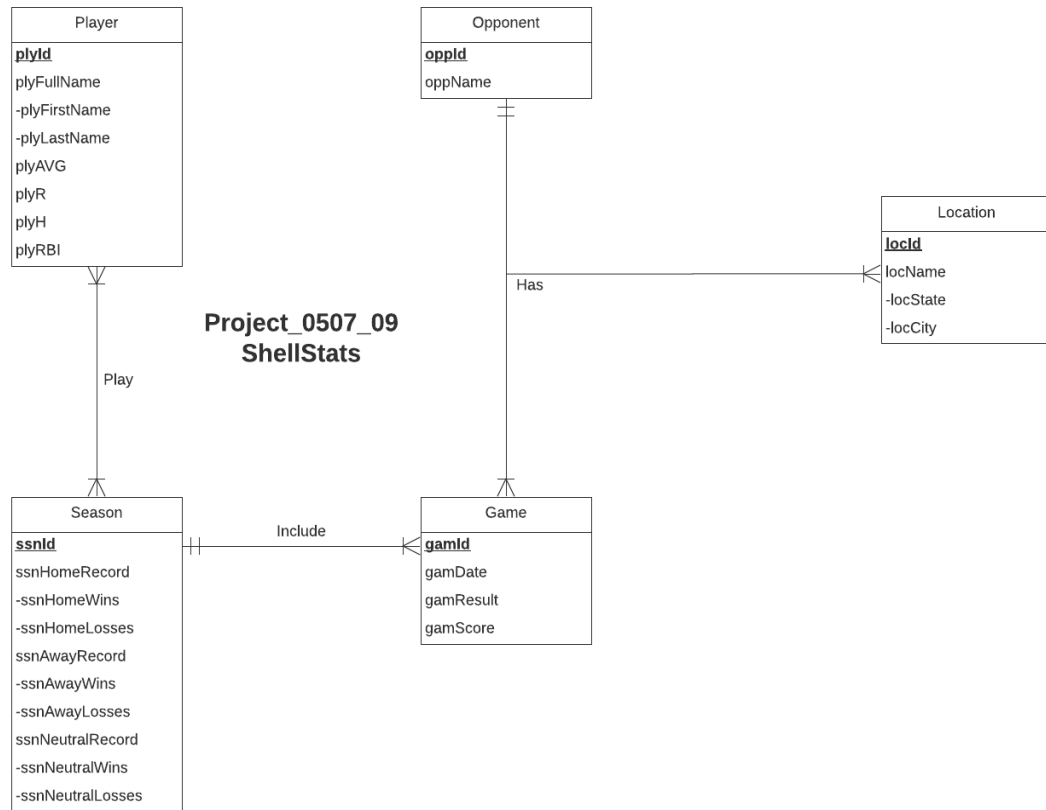 Player
plyId
plyFullName
-plyFirstName
-plyLastName
plyAVG
plyR
plyH
plyRBI
Opponent
oppId
oppName
Location
locId
locName
-locState
-locCity
Has
Project_0507_09
ShellStats
Play
Season
ssnId
ssnHomeRecord
-ssnHomeWins
-ssnHomeLosses
ssnAwayRecord
-ssnAwayWins
-ssnAwayLosses
ssnNeutralRecord
-ssnNeutralWins
-ssnNeutralLosses
Include
Game
gamId
gamDate
gamResult
gamScore